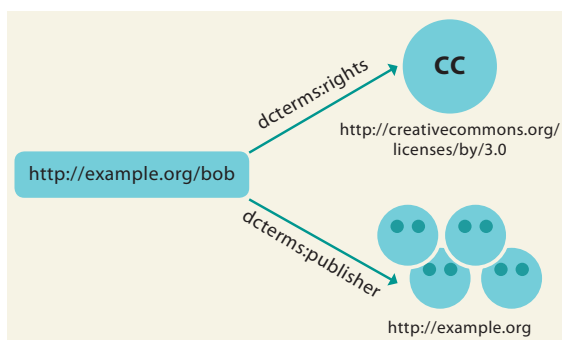 CC
dcterms:rights
http://creativecommons.org/
licenses/by/3.0
http://example.org/bob
dcterms:publisher
http://example.org